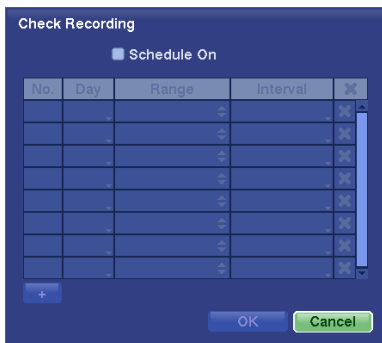 Check Recording
Schedule On
No. Day Range Interval
+
OK Cancel